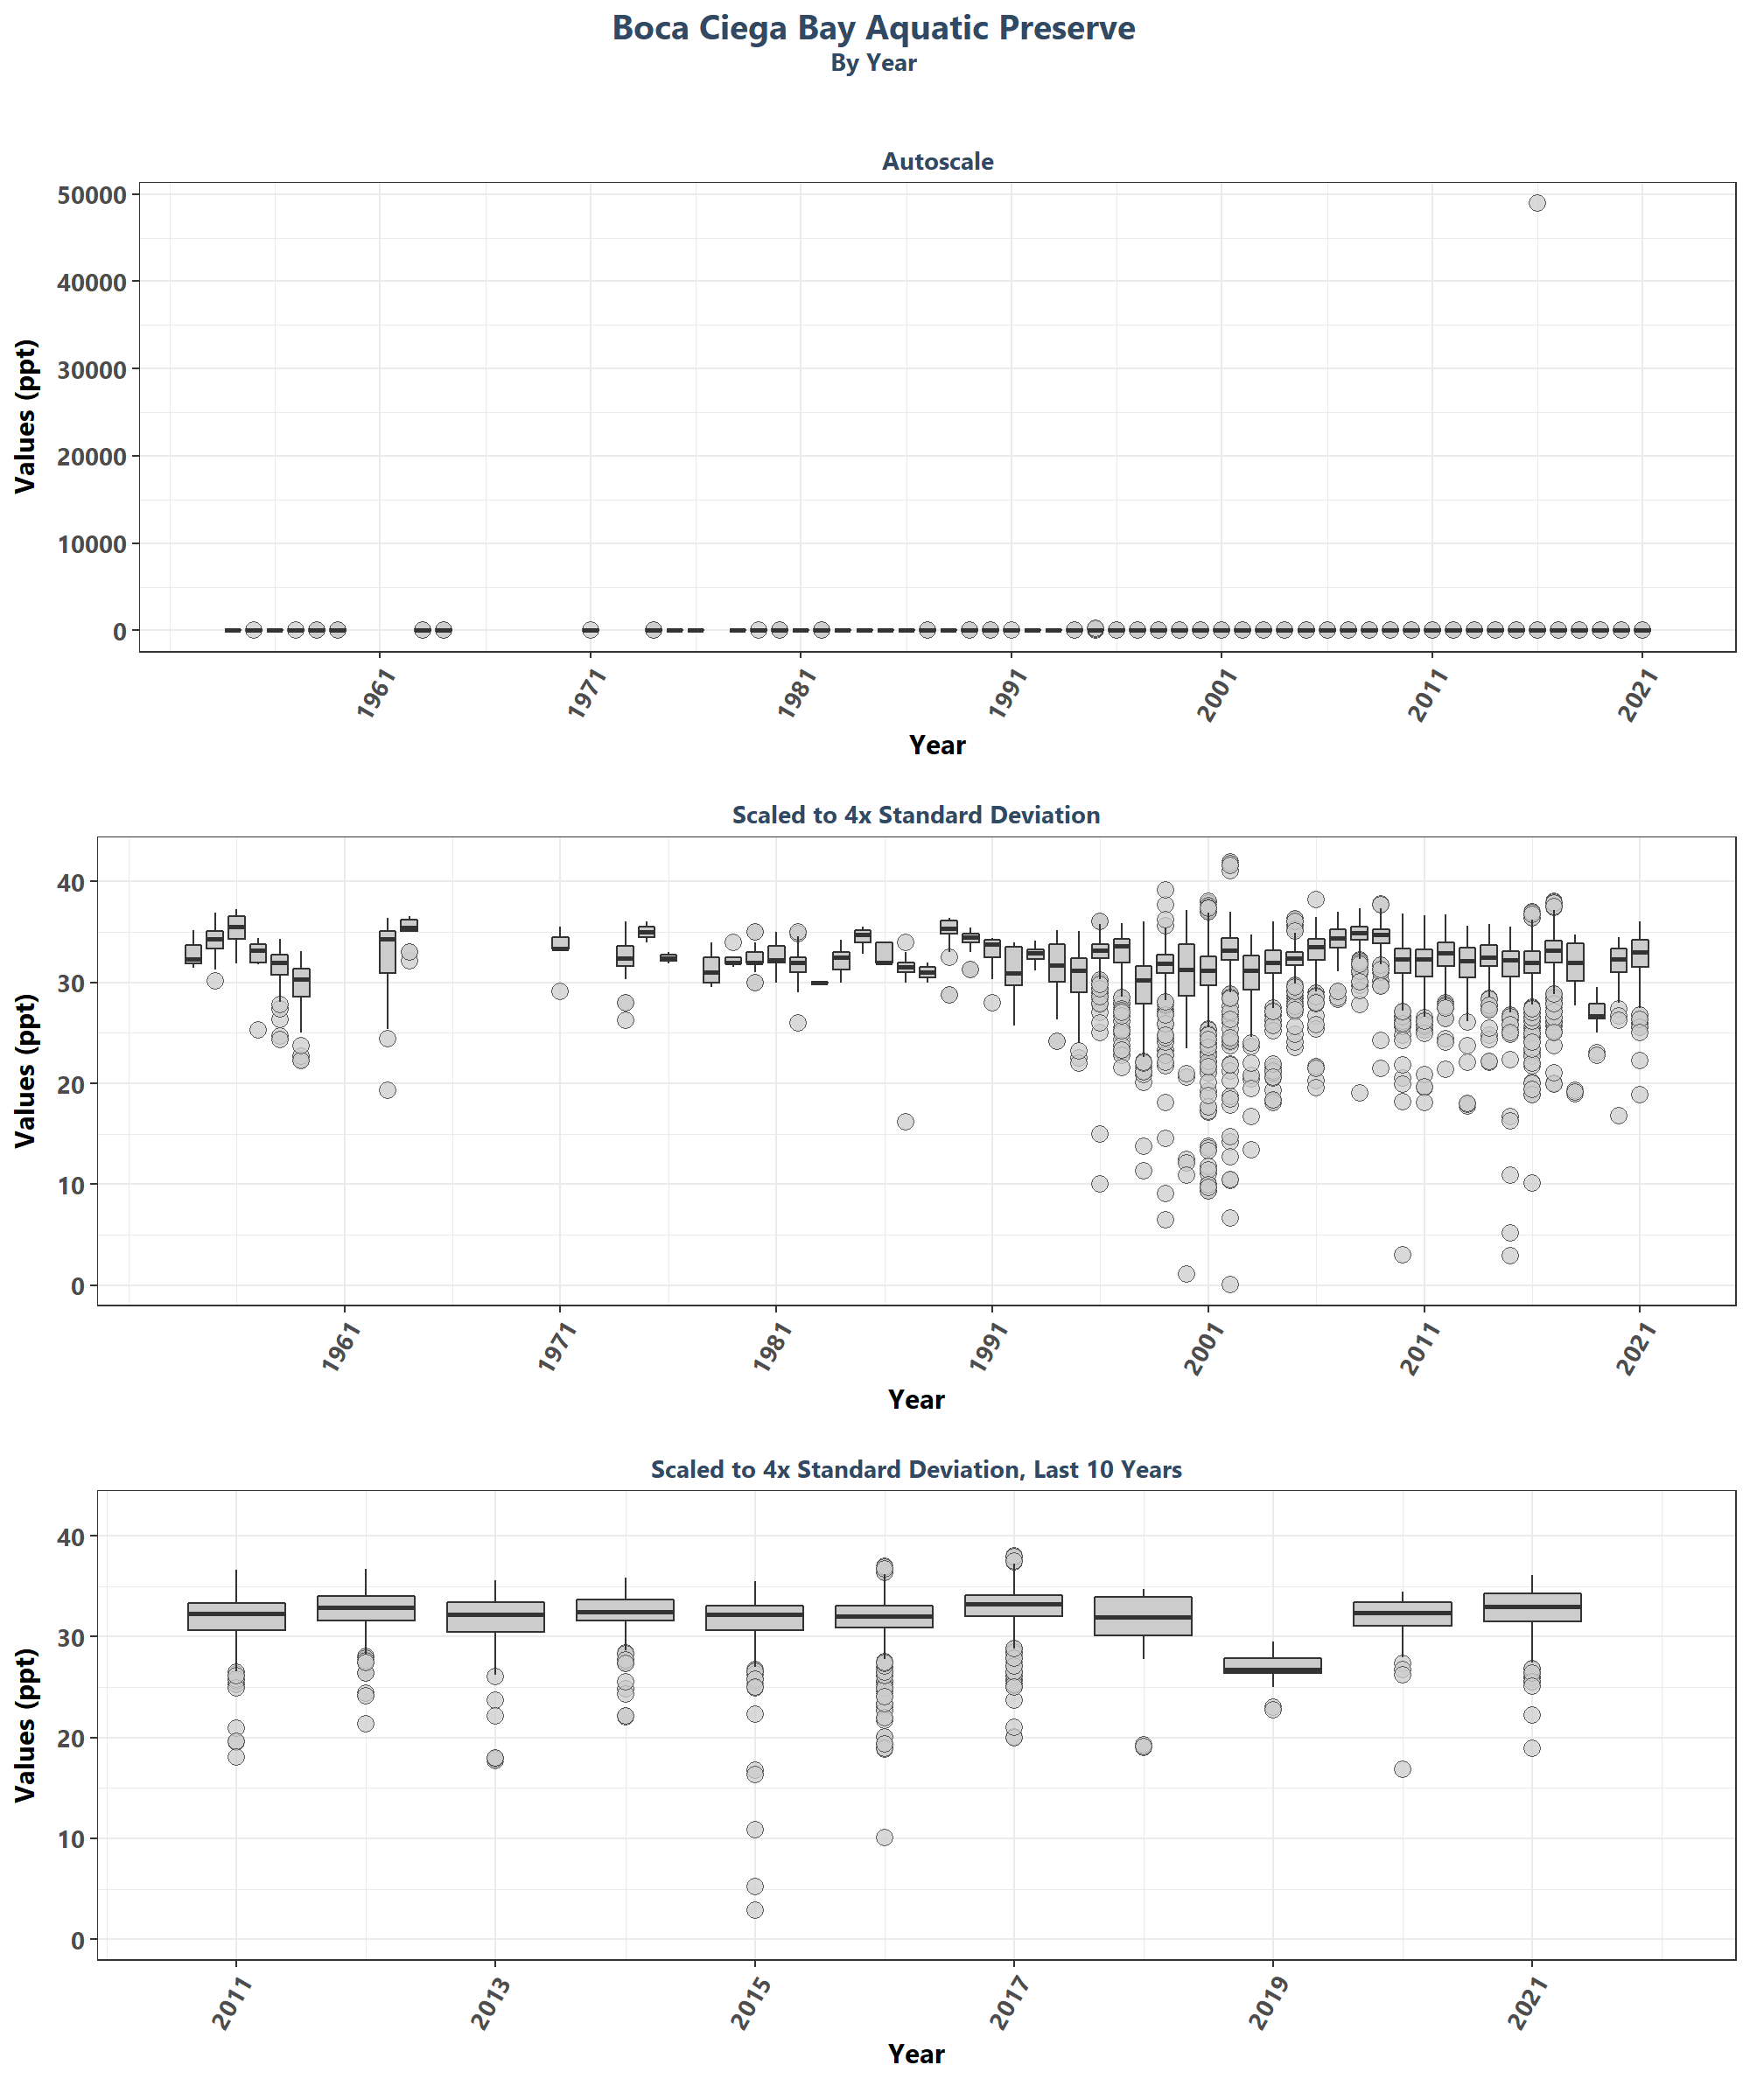 Boca Ciega Bay Aquatic Preserve
By Year
Autoscale
Values (ppt)
50000
40000
30000
20000
10000
0
1961 1971 1981 1991 2001 2011 2021
Year
Scaled to 4x Standard Deviation
Values (ppt)
40
30
20
10
0
1961 1971 1981 1991 2001 2011 2021
Year
Scaled to 4x Standard Deviation, Last 10 Years
Values (ppt)
40
30
20
10
0
2011 2013 2015 2017 2019 2021
Year